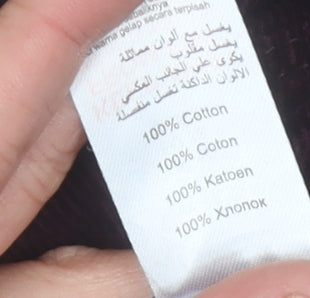 warna gelap secara terpisah
يغسل مع ألوان مماثلة
يغسل مقلوب
يكوى على الجانب العكسي
الألوان الداكنة تغسل منفصلة
100% Cotton
100% Coton
100% Katoen
100% Хлопок